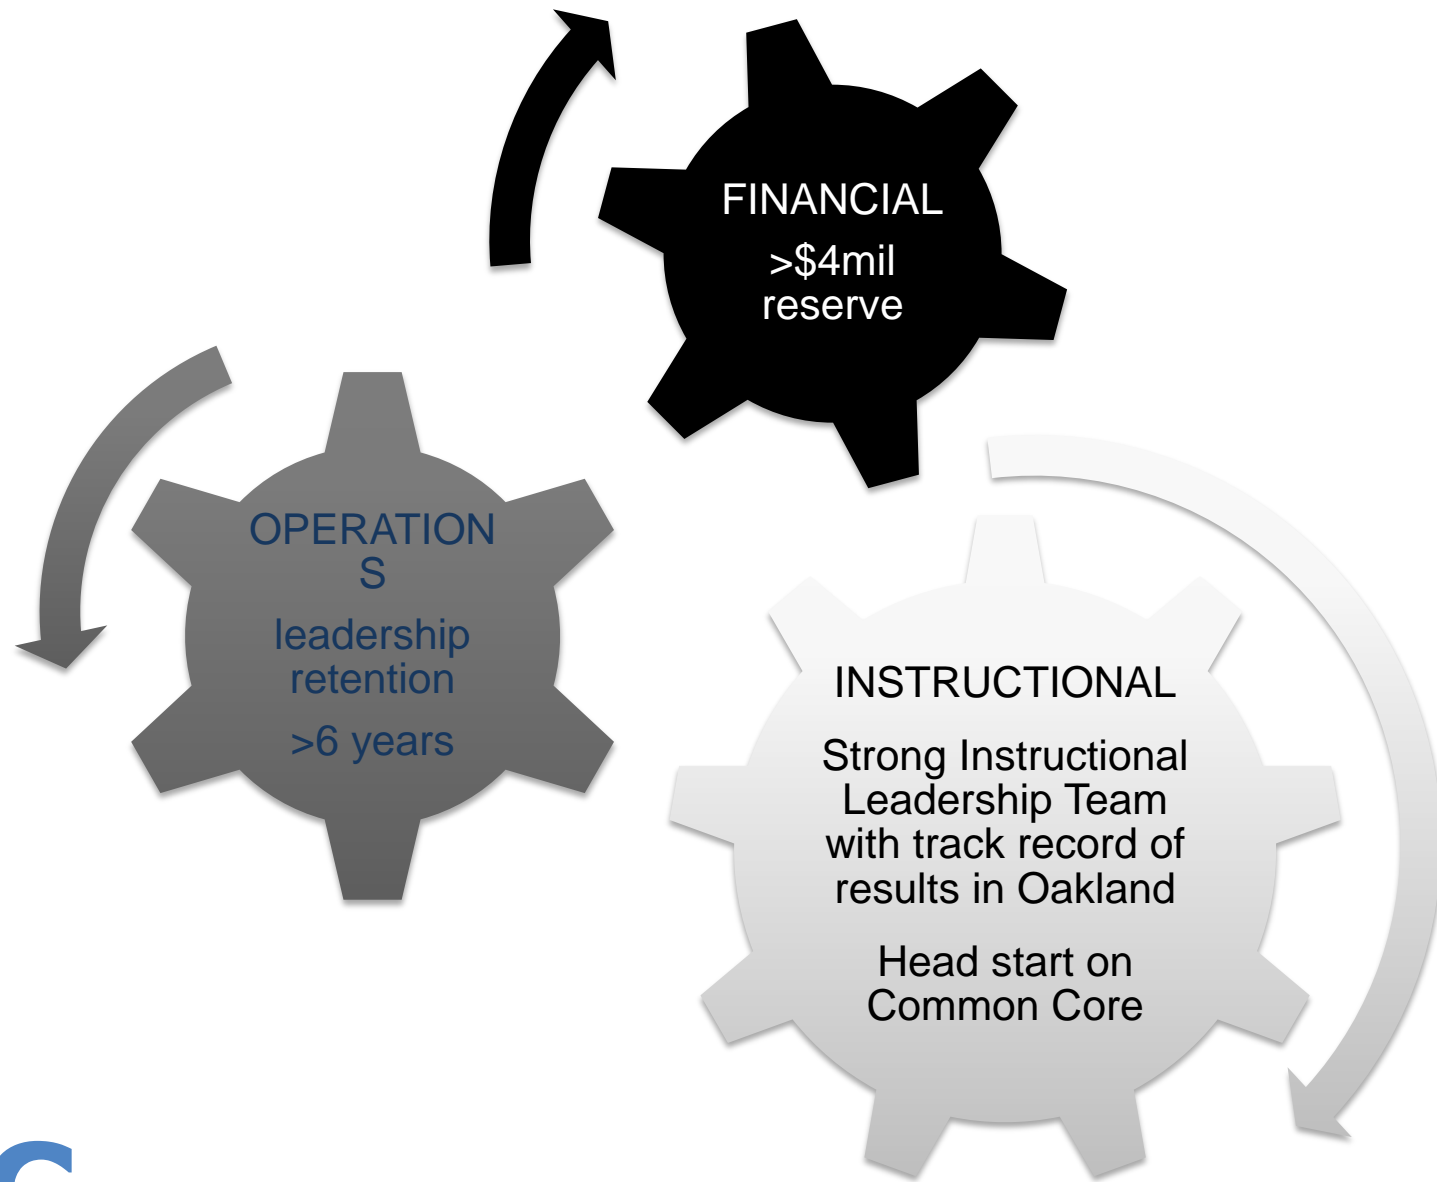 FINANCIAL
>$4mil
reserve
OPERATION
S
leadership
retention
>6 years
INSTRUCTIONAL
Strong Instructional
Leadership Team
with track record of
results in Oakland
Head start on
Common Core